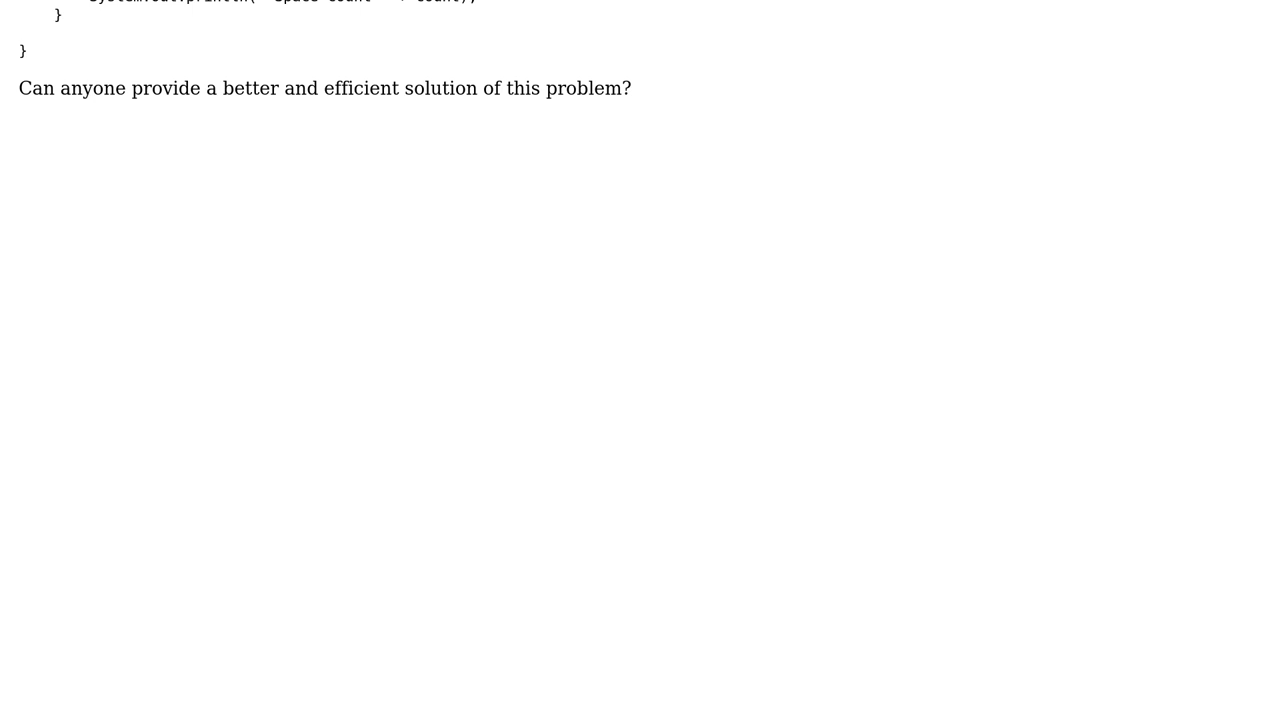 }
}
Can anyone provide a better and efficient solution of this problem?